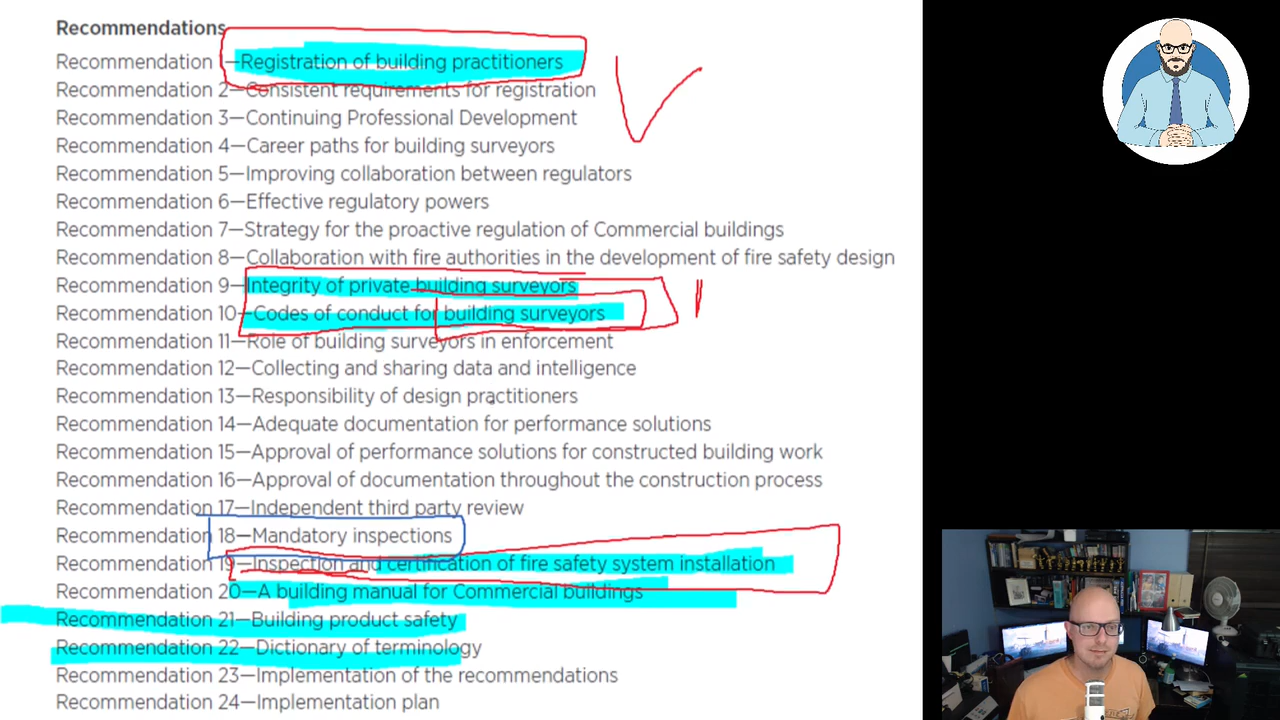 Recommendations
Recommendation 1—Registration of building practitioners
Recommendation 2—Consistent requirements for registration
Recommendation 3—Continuing Professional Development
Recommendation 4—Career paths for building surveyors
Recommendation 5—Improving collaboration between regulators
Recommendation 6—Effective regulatory powers
Recommendation 7—Strategy for the proactive regulation of Commercial buildings
Recommendation 8—Collaboration with fire authorities in the development of fire safety design
Recommendation 9—Integrity of private building surveyors
Recommendation 10—Codes of conduct for building surveyors
Recommendation 11—Role of building surveyors in enforcement
Recommendation 12—Collecting and sharing data and intelligence
Recommendation 13—Responsibility of design practitioners
Recommendation 14—Adequate documentation for performance solutions
Recommendation 15—Approval of performance solutions for constructed building work
Recommendation 16—Approval of documentation throughout the construction process
Recommendation 17—Independent third party review
Recommendation 18—Mandatory inspections
Recommendation 19—Inspection and certification of fire safety system installation
Recommendation 20—A building manual for Commercial buildings
Recommendation 21—Building product safety
Recommendation 22—Dictionary of terminology
Recommendation 23—Implementation of the recommendations
Recommendation 24—Implementation plan